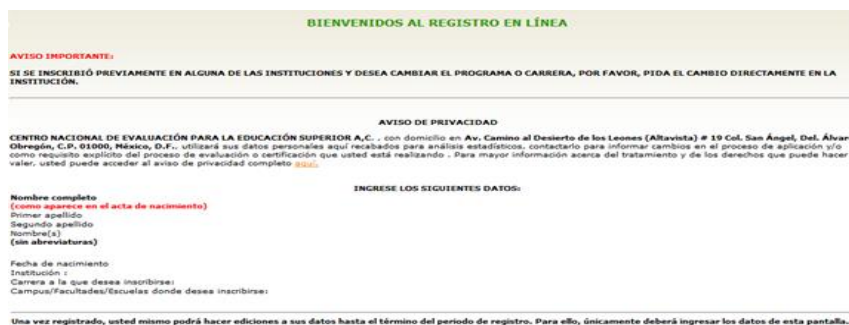 BIENVENIDOS AL REGISTRO EN LÍNEA
AVISO IMPORTANTE:
SI SE INSCRIBIÓ PREVIAMENTE EN ALGUNA DE LAS INSTITUCIONES Y DESEA CAMBIAR EL PROGRAMA O CARRERA, POR FAVOR, PIDA EL CAMBIO DIRECTAMENTE EN LA
INSTITUCIÓN.
AVISO DE PRIVACIDAD
CENTRO NACIONAL DE EVALUACIÓN PARA LA EDUCACIÓN SUPERIOR A,C. , con domicilio en Av. Camino al Desierto de los Leones (Altavista) # 19 Col. San Ángel, Del. Álvar
Obregón, C.P. 01000, México, D.F., utilizará sus datos personales aquí recabados para análisis estadísticos, contactarlo para informar cambios en el proceso de aplicación y/o
como requisito explícito del proceso de evaluación o certificación que usted está realizando . Para mayor información acerca del tratamiento y de los derechos que puede hacer
valer, usted puede acceder al aviso de privacidad completo aquí.
INGRESE LOS SIGUIENTES DATOS:
Nombre completo
(como aparece en el acta de nacimiento)
Primer apellido
Segundo apellido
Nombre(s)
(sin abreviaturas)
Fecha de nacimiento
Institución :
Carrera a la que desea inscribirse:
Campus/Facultades/Escuelas donde desea inscribirse:
Una vez registrado, usted mismo podrá hacer ediciones a sus datos hasta el término del periodo de registro. Para ello, únicamente deberá ingresar los datos de esta pantalla.